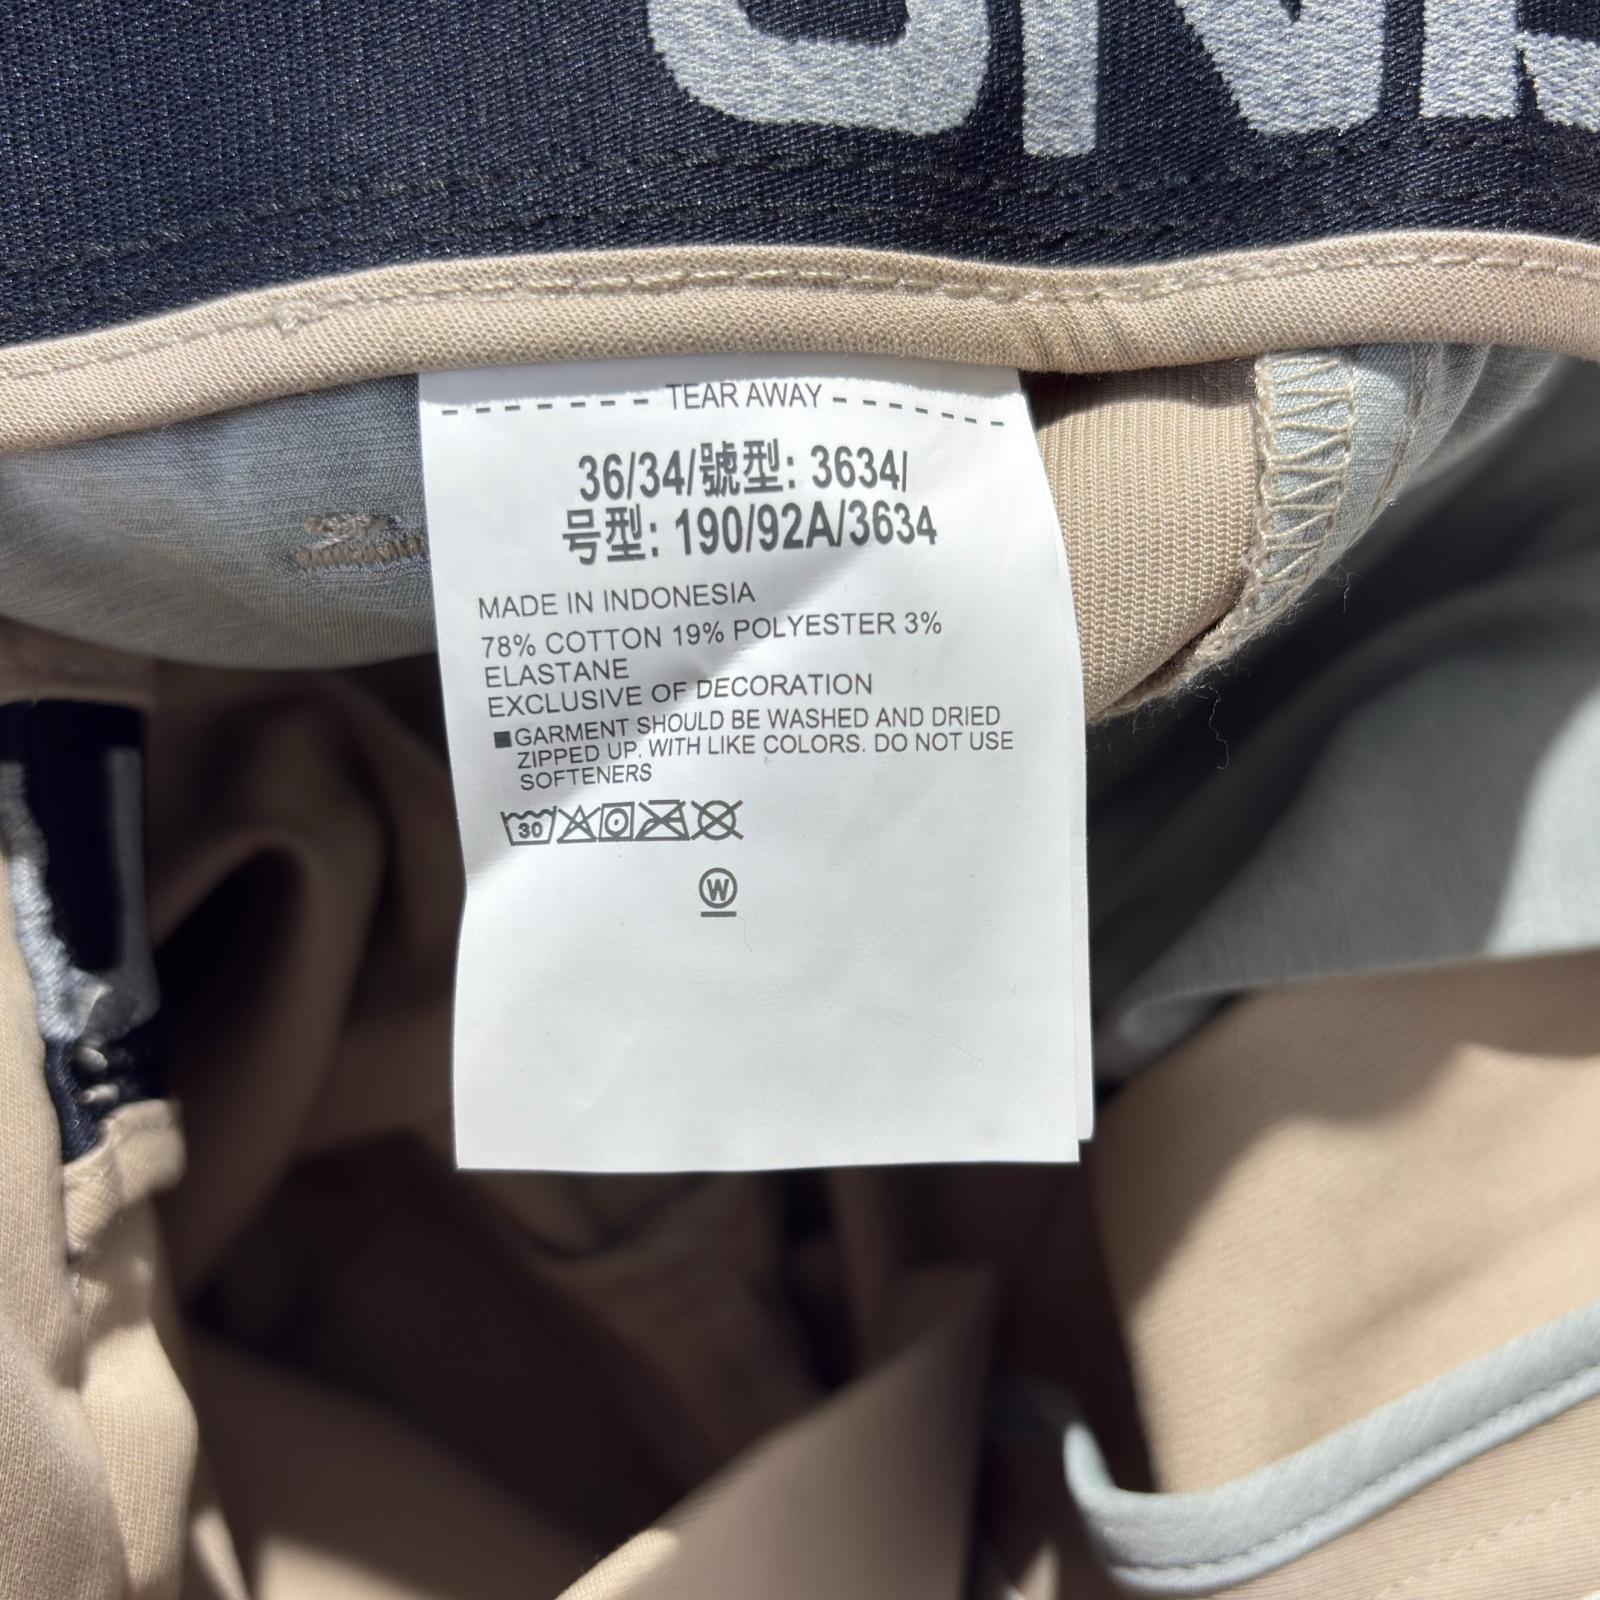 TEAR AWAY
36/34/號型: 3634/
号型: 190/92A/3634
MADE IN INDONESIA
78% COTTON 19% POLYESTER 3%
ELASTANE
EXCLUSIVE OF DECORATION
■GARMENT SHOULD BE WASHED AND DRIED
ZIPPED UP. WITH LIKE COLORS. DO NOT USE
SOFTENERS
30
W